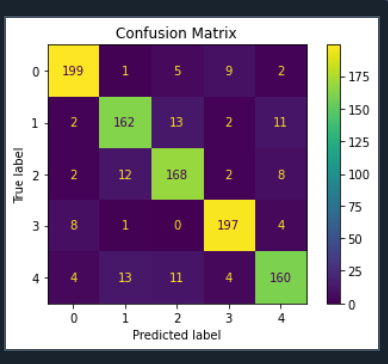 Confusion Matrix
True label
0 199 1 5 9 2
1 2 162 13 2 11
2 2 12 168 2 8
3 8 1 0 197 4
4 4 13 11 4 160
0 1 2 3 4
Predicted label
175
150
125
100
75
50
25
0